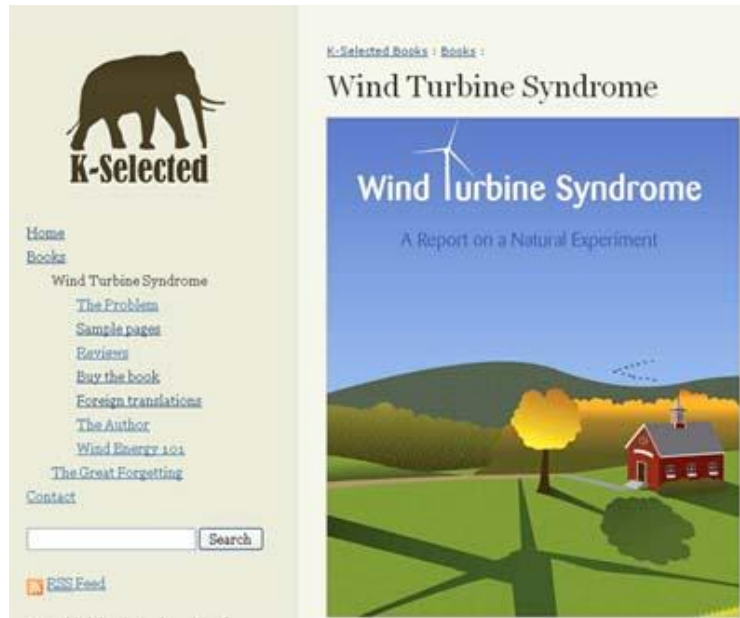 K-Selected
Home
Books
Wind Turbine Syndrome
The Problem
Sample pages
Reviews
Buy the book
Foreign translations
The Author
Wind Energy 101
The Great Forgetting
Contact
Search
RSS Feed
K-Selected Books : Books :
Wind Turbine Syndrome
Wind Turbine Syndrome
A Report on a Natural Experiment